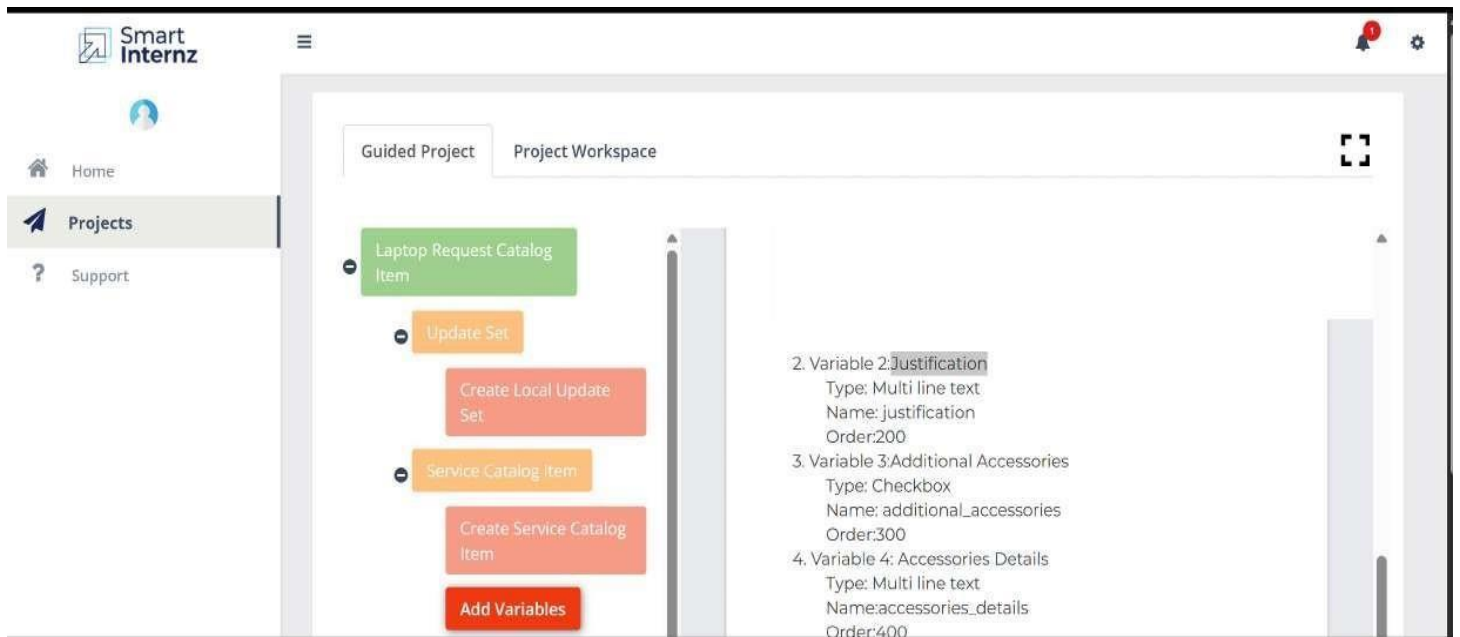 Smart
Internz
1
Home
Projects
? Support
Guided Project
Project Workspace
Laptop Request Catalog
Item
Update Set
Create Local Update
Set
Service Catalog Item
Create Service Catalog
Item
Add Variables
2. Variable 2:Justification
Type: Multi line text
Name: justification
Order:200
3. Variable 3:Additional Accessories
Type: Checkbox
Name: additional_accessories
Order:300
4. Variable 4: Accessories Details
Type: Multi line text
Name:accessories_details
Order:400